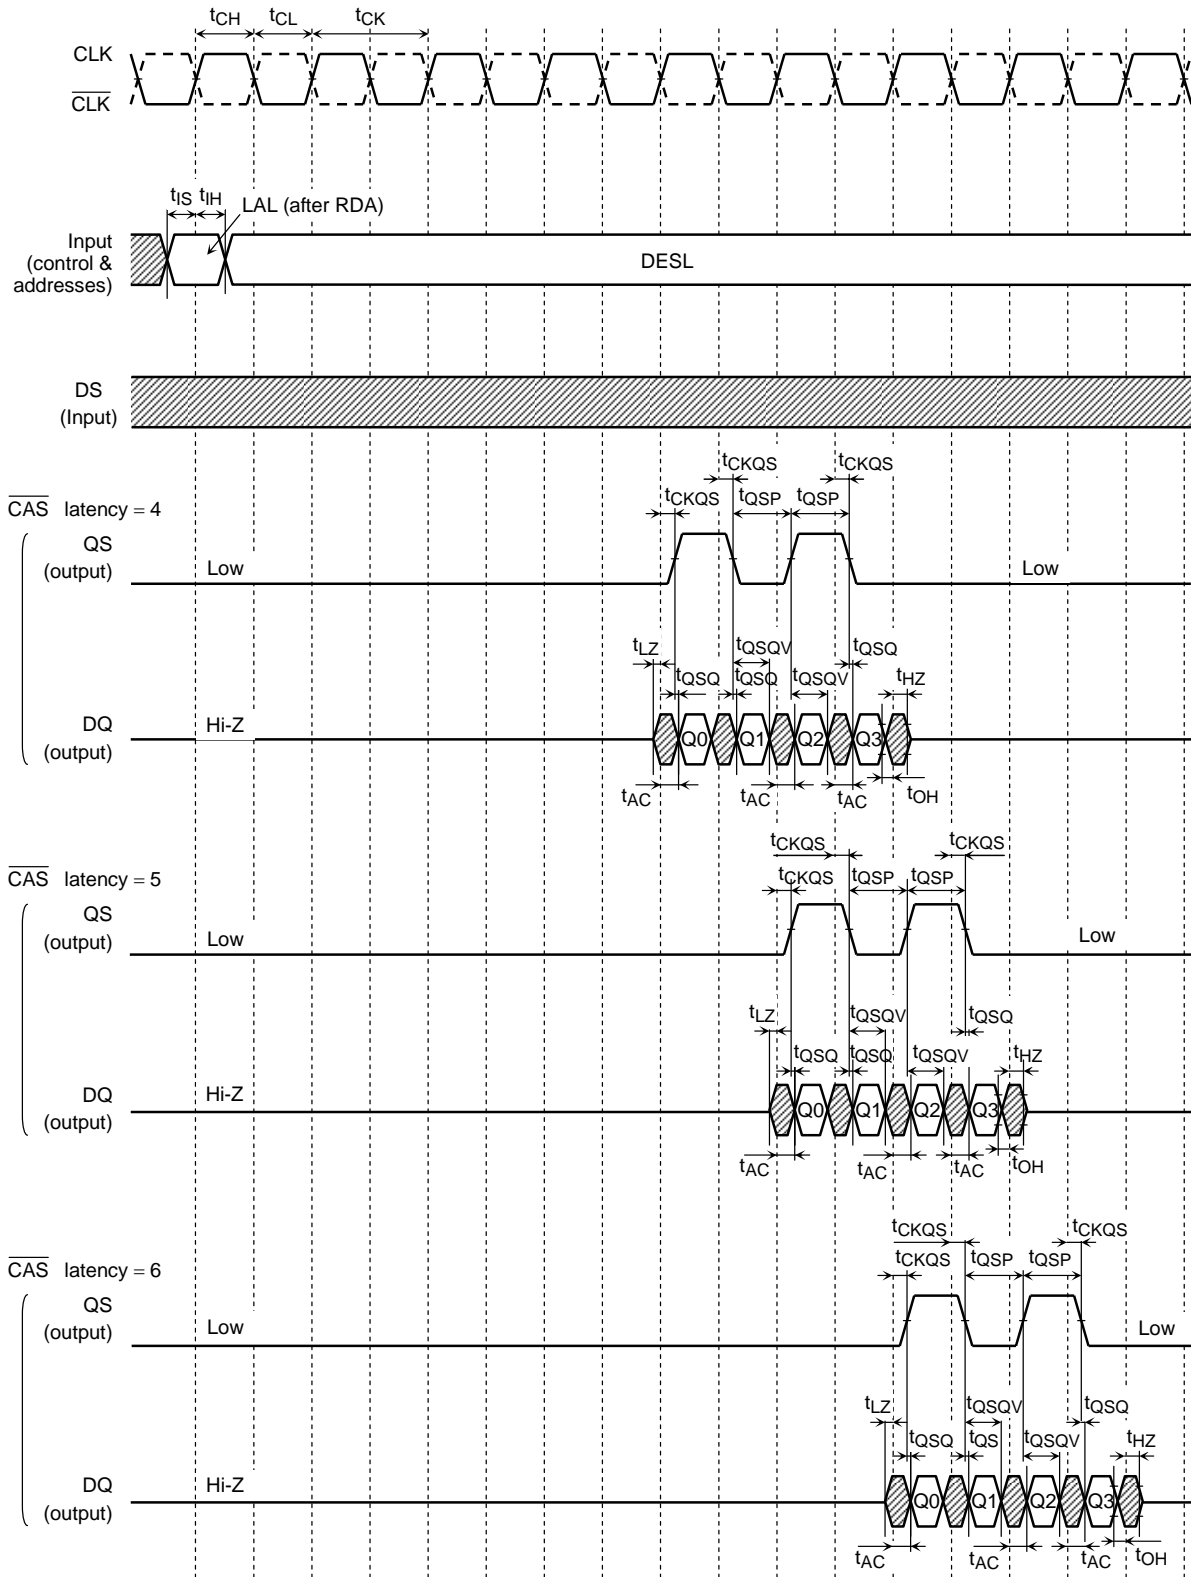 tCH tCL tCK
CLK
CLK
tIS tIH LAL (after RDA)
Input
(control &
addresses)
DESL
DS
(Input)
tCKQS tCKQS
tCKQS tQSP tQSP
CAS latency = 4
QS
(output)
Low Low
tLZ tQSQV tQSQ
tQSQ tQSQ tQSQV tHZ
DQ
(output)
Hi-Z
Q0 Q1 Q2 Q3
tAC tAC tAC tOH
tCKQS tCKQS
tCKQS tQSP tQSP
CAS latency = 5
QS
(output)
Low Low
tLZ tQSQV tQSQ
tQSQ tQSQ tQSQV tHZ
DQ
(output)
Hi-Z
Q0 Q1 Q2 Q3
tAC tAC tAC tOH
tCKQS tCKQS
tCKQS tQSP tQSP
CAS latency = 6
QS
(output)
Low Low
tLZ tQSQV tQSQ
tQSQ tQS tQSQV tHZ
DQ
(output)
Hi-Z
Q0 Q1 Q2 Q3
tAC tAC tAC tOH